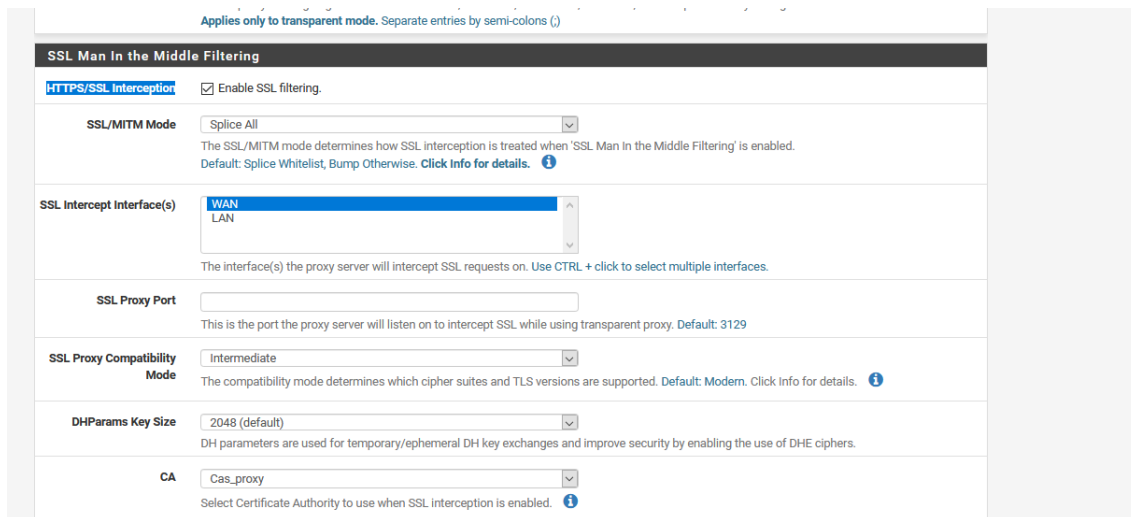 Applies only to transparent mode. Separate entries by semi-colons (;)
SSL Man In the Middle Filtering
HTTPS/SSL Interception
Enable SSL filtering.
SSL/MITM Mode
Splice All
The SSL/MITM mode determines how SSL interception is treated when 'SSL Man In the Middle Filtering' is enabled.
Default: Splice Whitelist, Bump Otherwise. Click Info for details.
SSL Intercept Interface(s)
WAN
LAN
The interface(s) the proxy server will intercept SSL requests on. Use CTRL + click to select multiple interfaces.
SSL Proxy Port
This is the port the proxy server will listen on to intercept SSL while using transparent proxy. Default: 3129
SSL Proxy Compatibility
Mode
Intermediate
The compatibility mode determines which cipher suites and TLS versions are supported. Default: Modern. Click Info for details.
DHParams Key Size
2048 (default)
DH parameters are used for temporary/ephemeral DH key exchanges and improve security by enabling the use of DHE ciphers.
CA
Cas_proxy
Select Certificate Authority to use when SSL interception is enabled.